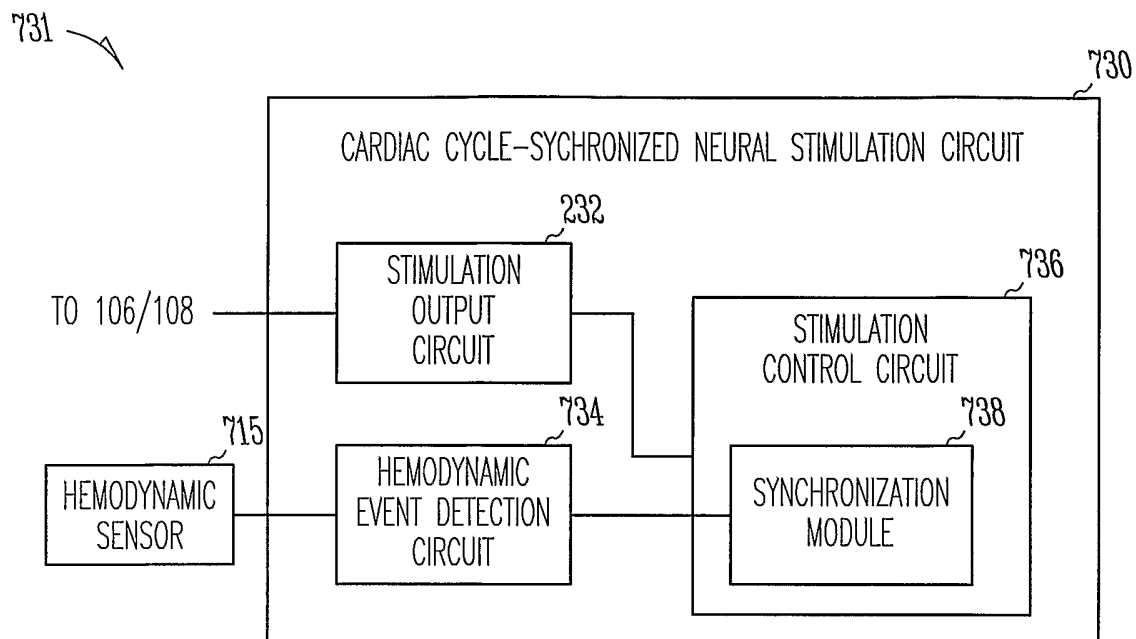 731
730
CARDIAC CYCLE-SYCHRONIZED NEURAL STIMULATION CIRCUIT
232
STIMULATION
OUTPUT
CIRCUIT
TO 106/108
736
STIMULATION
CONTROL CIRCUIT
715
HEMODYNAMIC
SENSOR
734
HEMODYNAMIC
EVENT DETECTION
CIRCUIT
738
SYNCHRONIZATION
MODULE